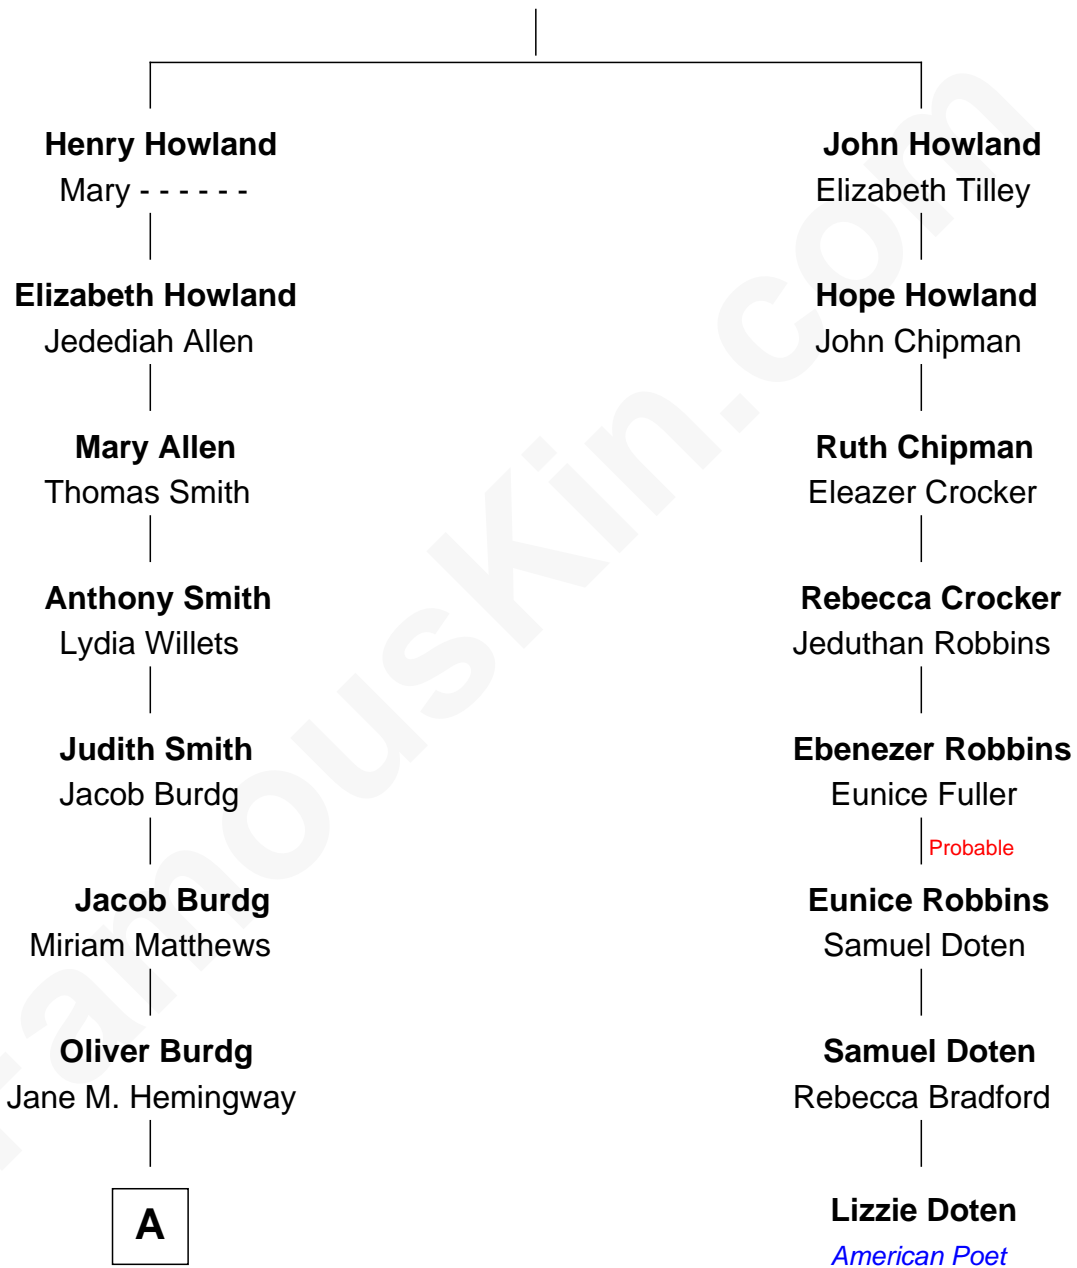 Henry Howland
Mary - - - - - -
Elizabeth Howland
Jedediah Allen
Mary Allen
Thomas Smith
Anthony Smith
Lydia Willets
Judith Smith
Jacob Burdg
Jacob Burdg
Miriam Matthews
Oliver Burdg
Jane M. Hemingway
A
John Howland
Elizabeth Tilley
Hope Howland
John Chipman
Ruth Chipman
Eleazer Crocker
Rebecca Crocker
Jeduthan Robbins
Ebenezer Robbins
Eunice Fuller
Probable
Eunice Robbins
Samuel Doten
Samuel Doten
Rebecca Bradford
Lizzie Doten
American Poet
FamousKin.com